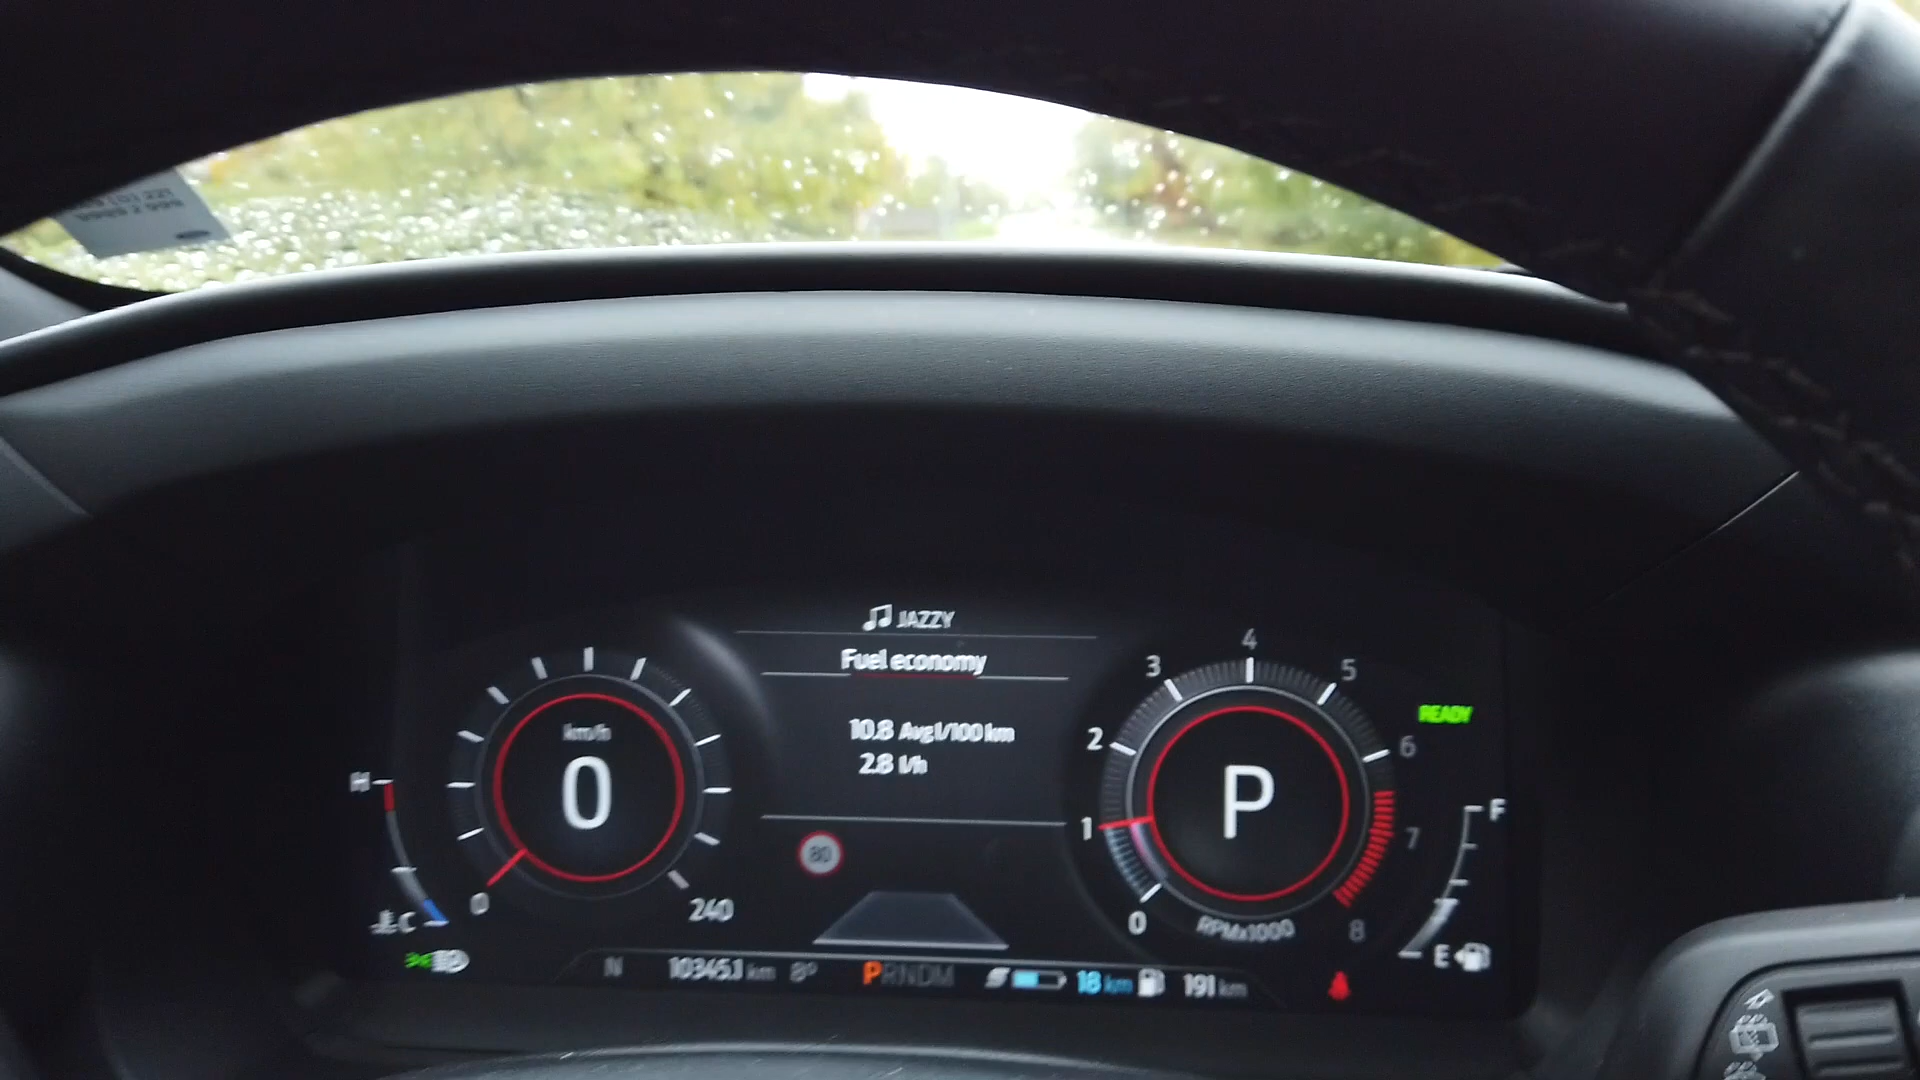 JAZZY
Fuel economy
10.8 Avg l/100 km
2.8 l/h
80
km/h
0
0
240
H
C
P
0
1
2
3
4
5
6
7
8
RPMx1000
READY
F
E
N
10345.1 km
8°
PRNDM
18 km
191 km